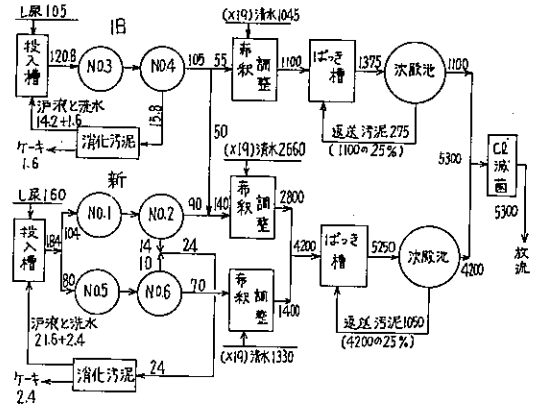 し尿105
旧
(×19)清水1045
投入槽
120.8
NO.3
NO.4
105
55
希釈調整
1100
ばっき槽
1375
沈殿池
1100
15.8
沪液と洗水
14.2+1.6
消化汚泥
ケーキ
1.6
50
返送汚泥275
(1100の25%)
5300
Cℓ滅菌
5300
放流
新
し尿160
(×19)清水2660
投入槽
184
104
NO.1
NO.2
90
140
希釈調整
2800
14
24
10
80
NO.5
NO.6
70
希釈調整
1400
4200
ばっき槽
5250
沈殿池
4200
沪液と洗水
21.6+2.4
(×19)清水1330
返送汚泥1050
(4200の25%)
消化汚泥
24
ケーキ
2.4